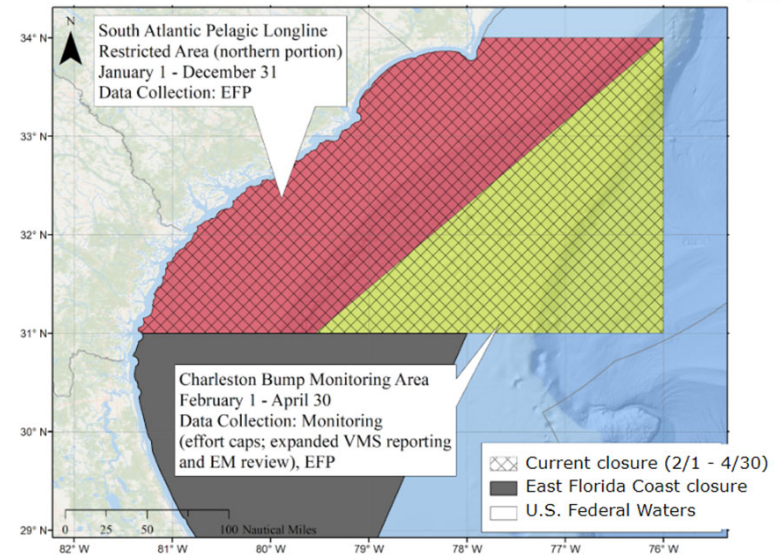 N
South Atlantic Pelagic Longline
Restricted Area (northern portion)
January 1 - December 31
Data Collection: EFP
34° N
33° N
32° N
31° N
30° N
29° N
Charleston Bump Monitoring Area
February 1 - April 30
Data Collection: Monitoring
(effort caps; expanded VMS reporting
and EM review), EFP
Current closure (2/1 - 4/30)
East Florida Coast closure
U.S. Federal Waters
0 25 50 100 Nautical Miles
82° W 81° W 80° W 79° W 78° W 77° W 76° W